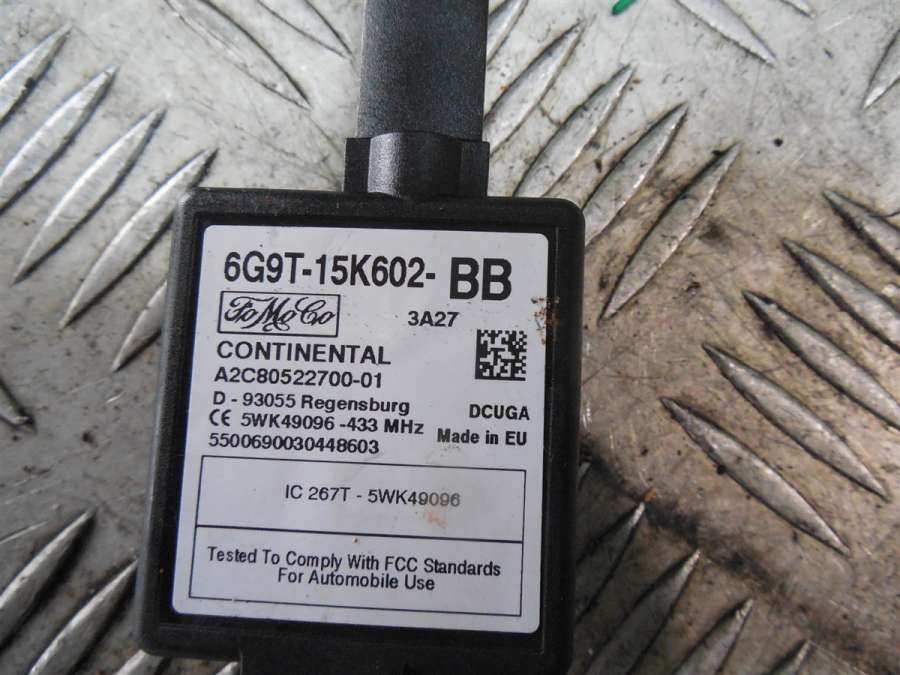 6G9T-15K602- BB
FoMoCo
3A27
CONTINENTAL
A2C80522700-01
D - 93055 Regensburg
DCUGA
CE 5WK49096 -433 MHz
Made in EU
5500690030448603
IC 267T - 5WK49096
Tested To Comply With FCC Standards
For Automobile Use